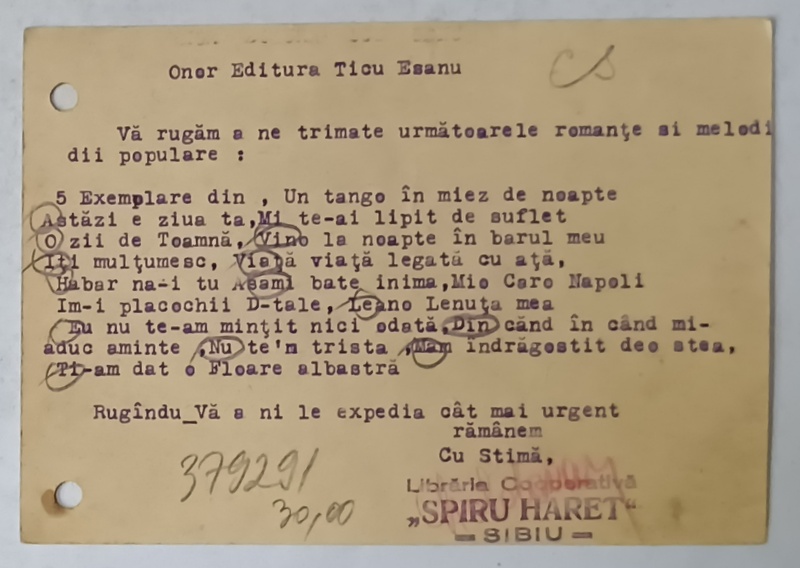 Onor Editura Ticu Esanu
CS
Vă rugăm a ne trimate următoarele romanţe si melodi
dii populare :
5 Exemplare din , Un tango în miez de noapte
Astăzi e ziua ta,Mi te-ai lipit de suflet
O zii de Toamnă, Vino la noapte în barul meu
Iţi mulţumesc, Viaţă viaţă legată cu aţă,
Habar na-i tu Asami bate inima,Mio Caro Napoli
Im-i placochii D-tale, Leano Lenuţa mea
Eu nu te-am minţit nici odată,Din cănd în când mi-
aduc aminte ,Nu te'n trista ,Mam îndrăgostit deo stea,
Ti-am dat o Floare albastră
Rugîndu_Vă a ni le expedia cât mai urgent
rămânem
Cu Stimă,
379291
30,00
Librăria Cooperativă
„SPIRU HARET“
— SIBIU —